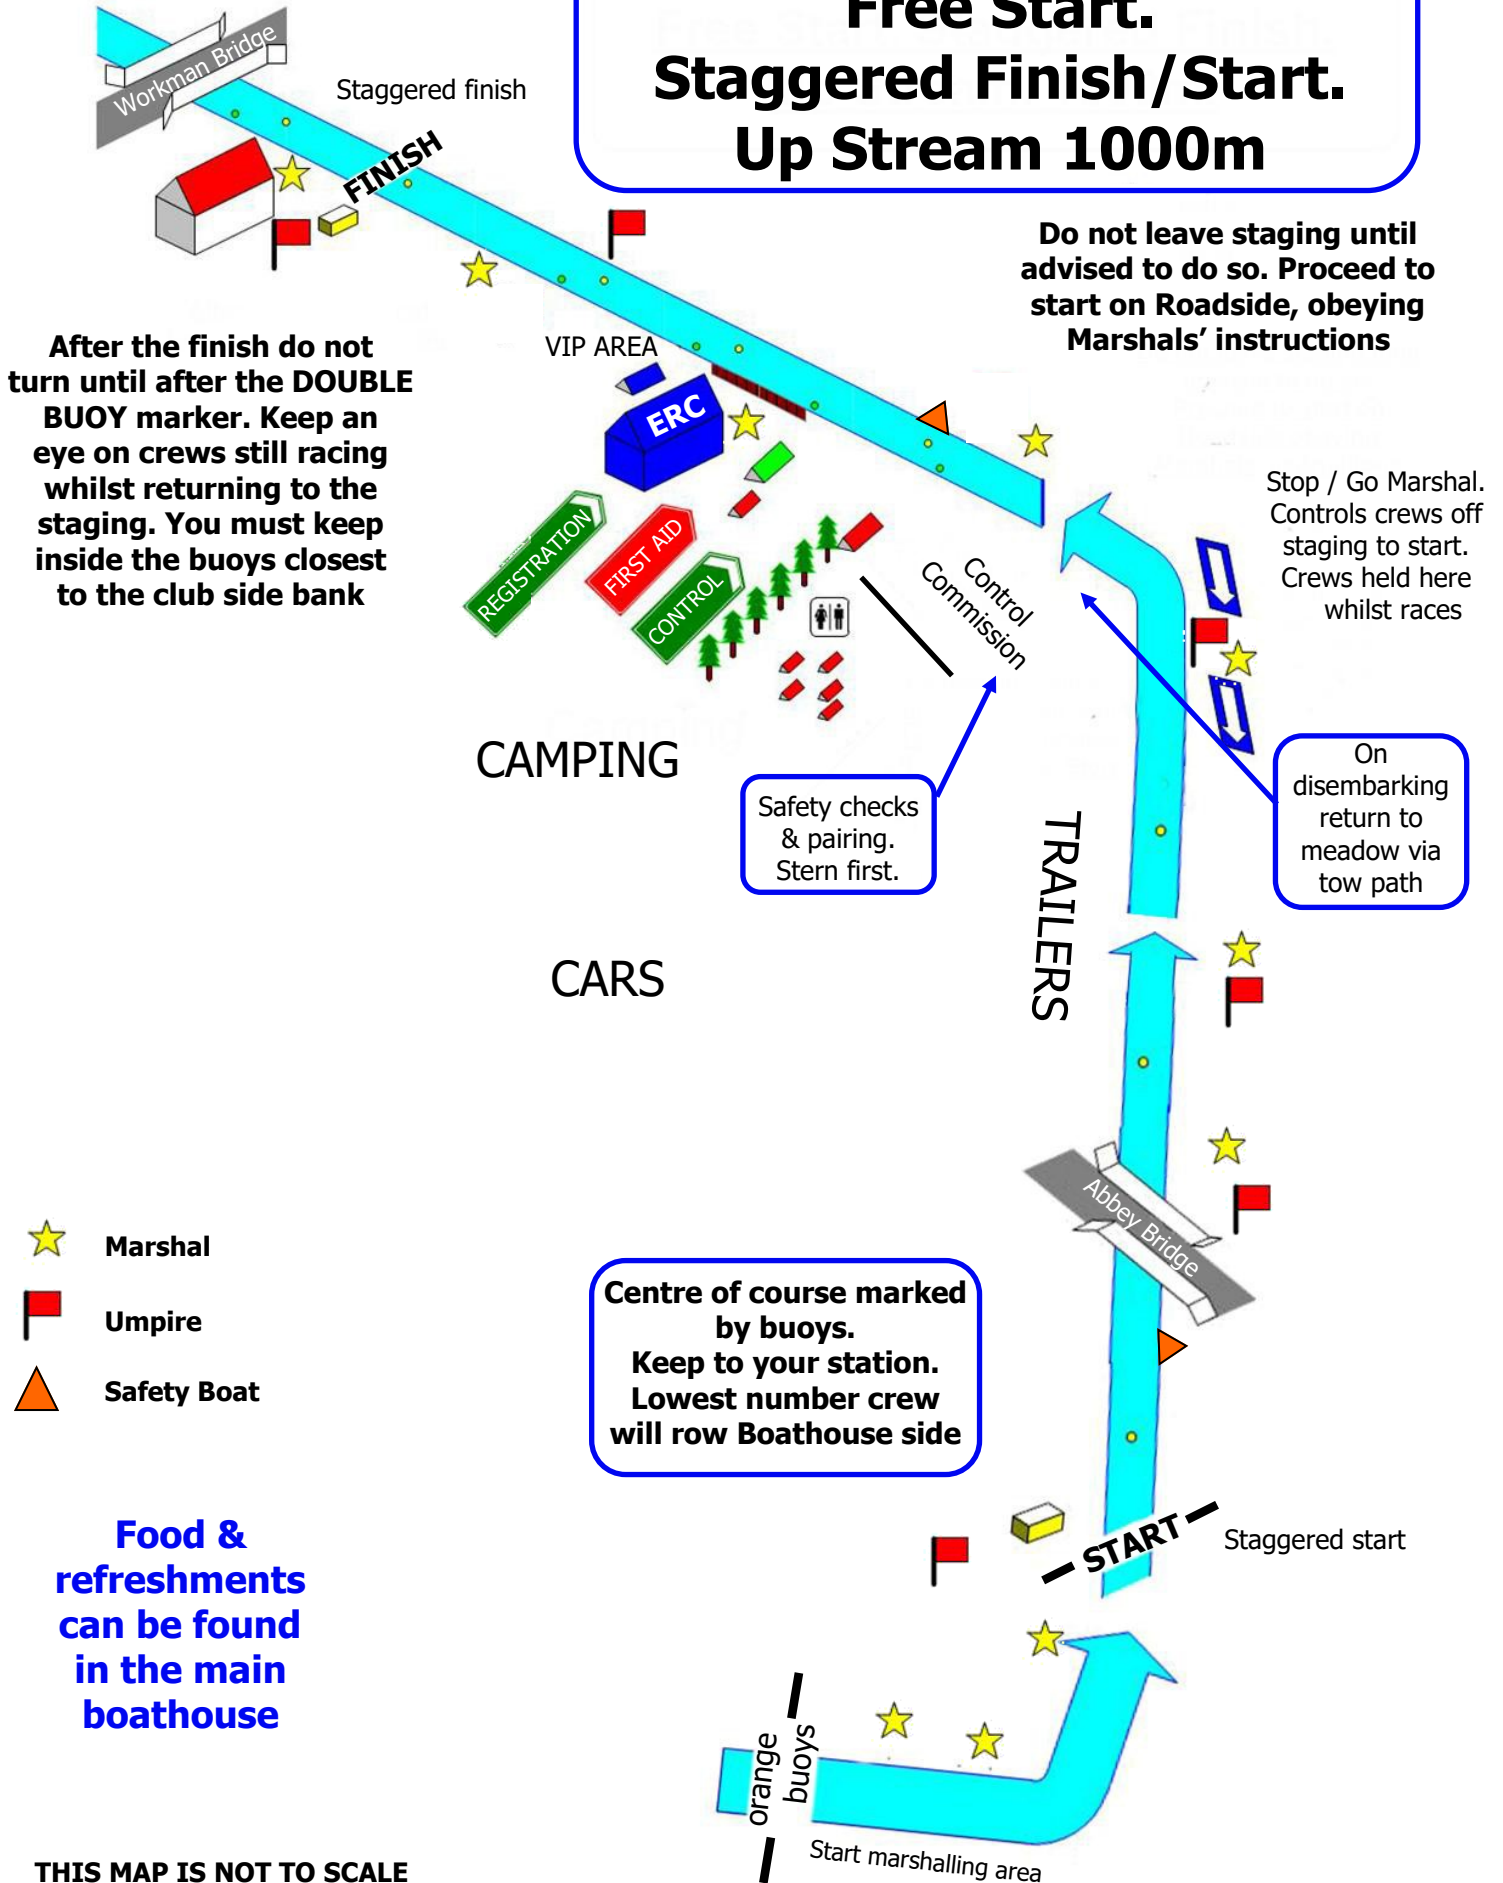 Free Start.
Staggered Finish/Start.
Up Stream 1000m
Workman Bridge
Staggered finish
FINISH
Do not leave staging until
advised to do so. Proceed to
start on Roadside, obeying
Marshals' instructions
After the finish do not
turn until after the DOUBLE
BUOY marker. Keep an
eye on crews still racing
whilst returning to the
staging. You must keep
inside the buoys closest
to the club side bank
VIP AREA
ERC
Stop / Go Marshal.
Controls crews off
staging to start.
Crews held here
whilst races
REGISTRATION
FIRST AID
CONTROL
Control
Commission
CAMPING
Safety checks
& pairing.
Stern first.
On
disembarking
return to
meadow via
tow path
TRAILERS
CARS
Abbey Bridge
Marshal
Umpire
Safety Boat
Centre of course marked
by buoys.
Keep to your station.
Lowest number crew
will row Boathouse side
START
Staggered start
Food &
refreshments
can be found
in the main
boathouse
orange
buoys
Start marshalling area
THIS MAP IS NOT TO SCALE